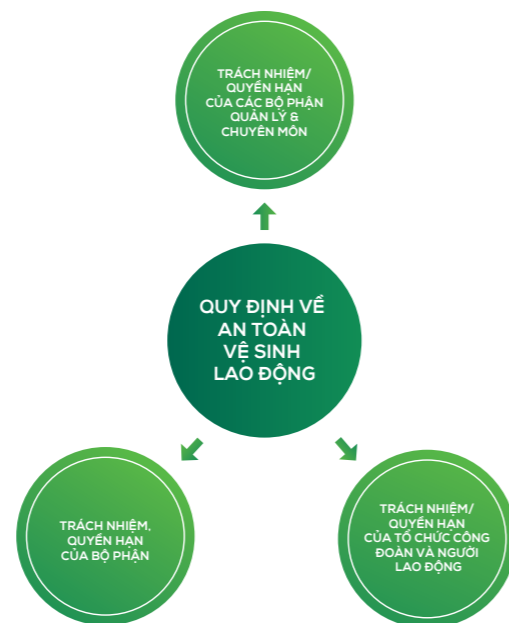 TRÁCH NHIỆM/
QUYỀN HẠN
CỦA CÁC BỘ PHẬN
QUẢN LÝ &
CHUYÊN MÔN
QUY ĐỊNH VỀ
AN TOÀN
VỆ SINH
LAO ĐỘNG
TRÁCH NHIỆM,
QUYỀN HẠN
CỦA BỘ PHẬN
TRÁCH NHIỆM/
QUYỀN HẠN
CỦA TỔ CHỨC CÔNG
ĐOÀN VÀ NGƯỜI
LAO ĐỘNG